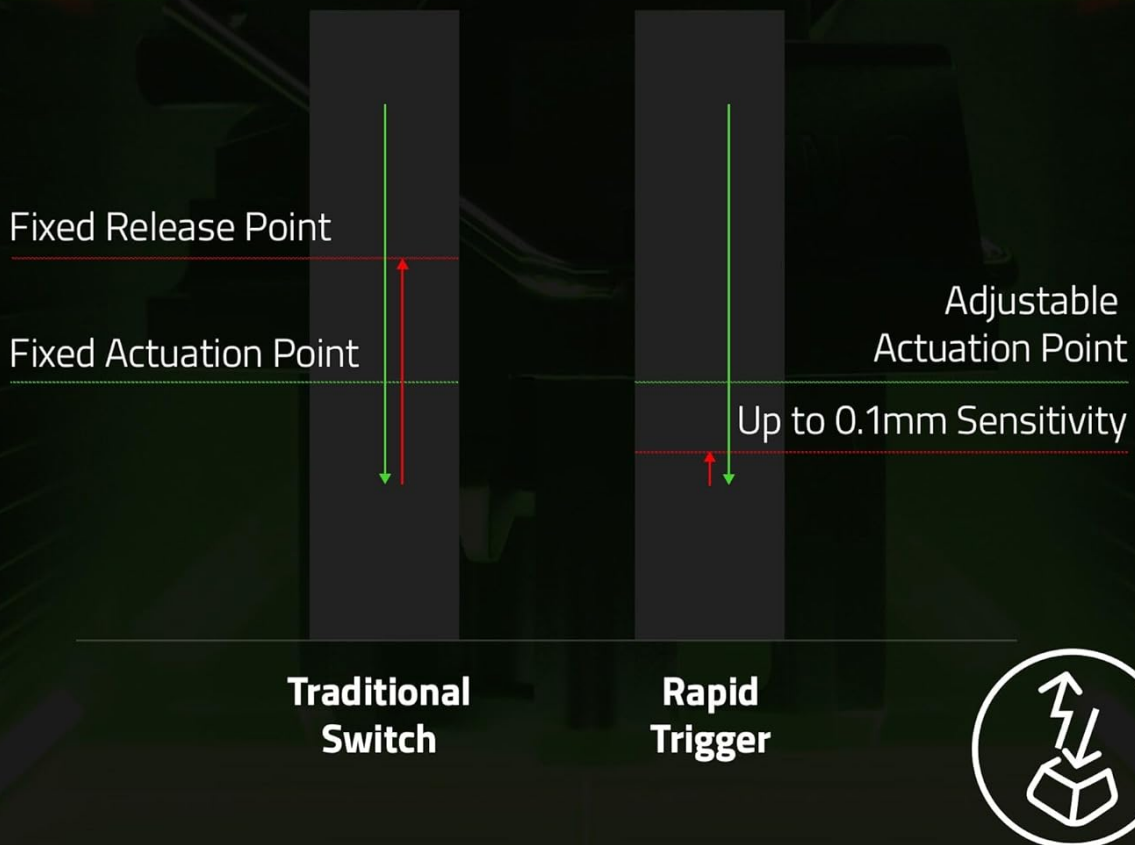 Fixed Release Point
Fixed Actuation Point
Adjustable
Actuation Point
Up to 0.1mm Sensitivity
Traditional
Switch
Rapid
Trigger